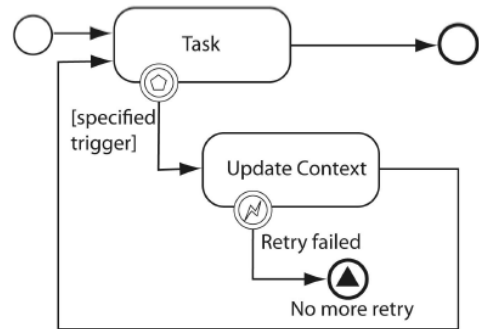 Task
[specified
trigger]
Update Context
Retry failed
No more retry